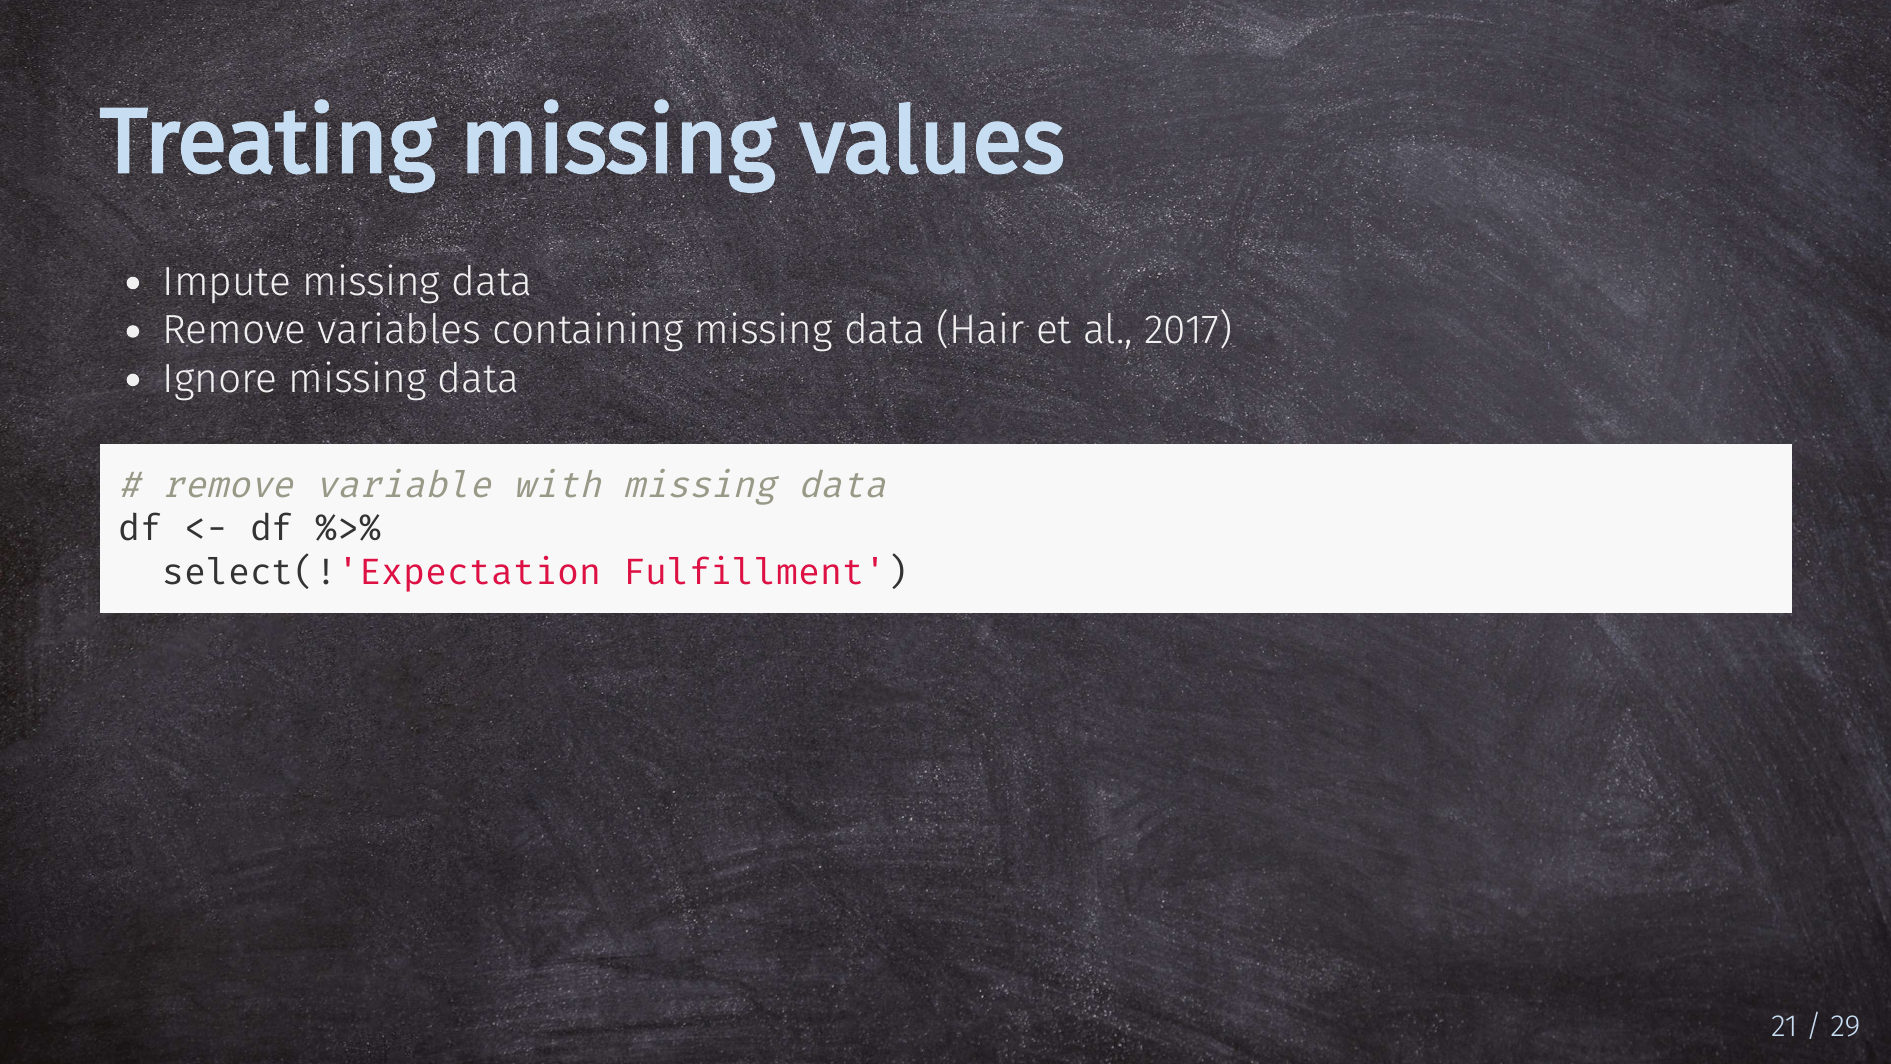 Treating missing values
• Impute missing data
• Remove variables containing missing data (Hair et al., 2017)
• Ignore missing data
# remove variable with missing data
df <- df %>%
  select(!'Expectation Fulfillment')
21 / 29